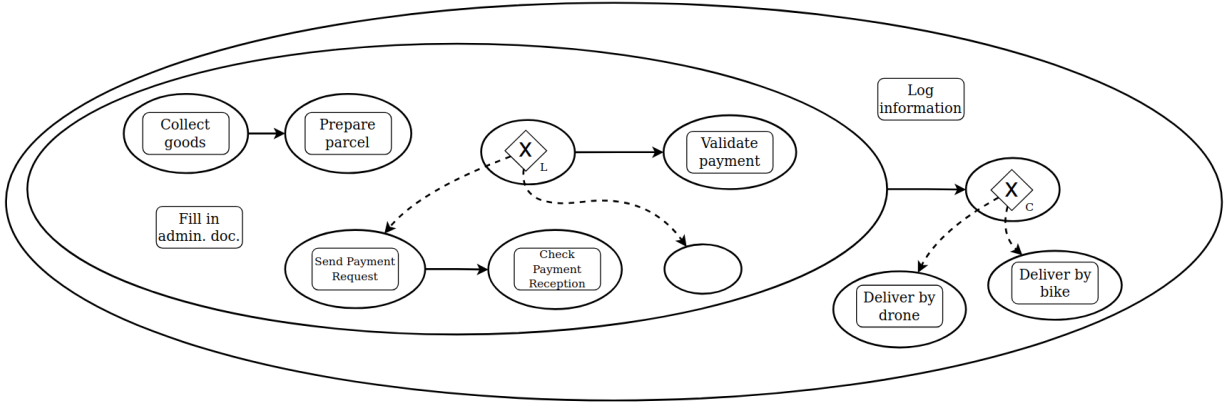 Log
information
Collect
goods
Prepare
parcel
X
L
Validate
payment
X
C
Fill in
admin. doc.
Send Payment
Request
Check
Payment
Reception
Deliver by
drone
Deliver by
bike